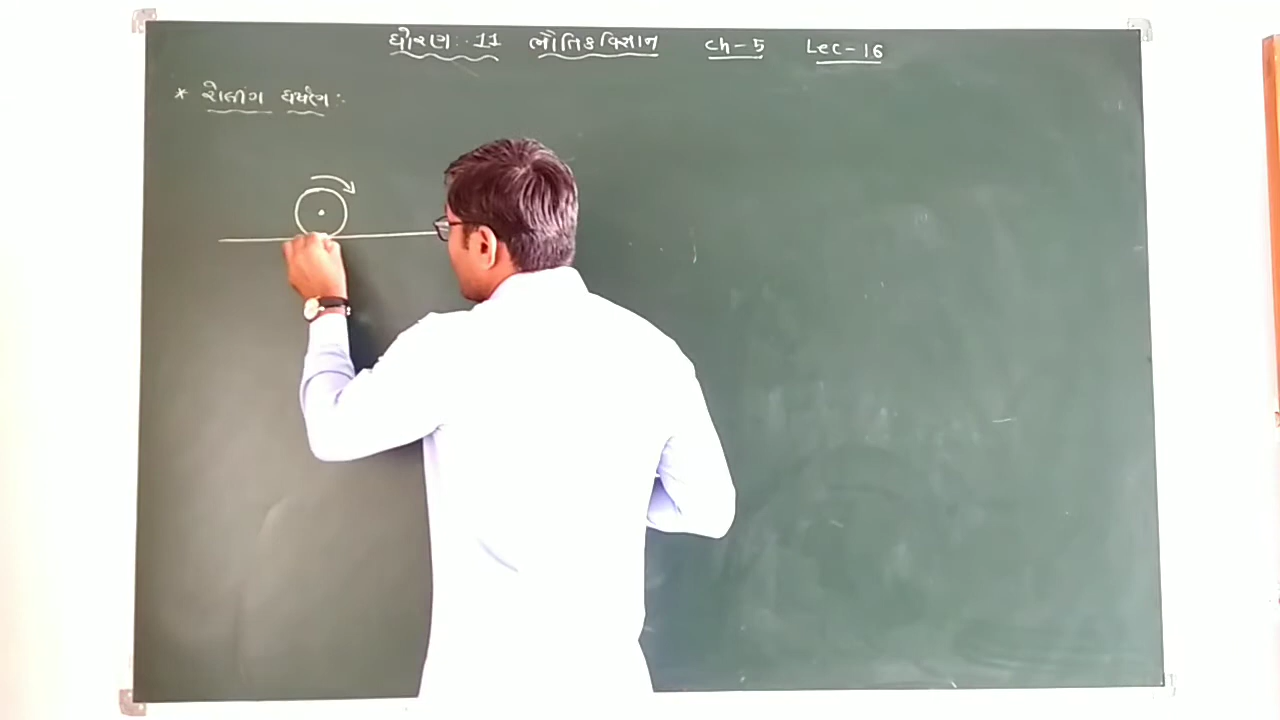 ધોરણ :- 11 ભૌતિકવિજ્ઞાન Ch-5 Lec-16
* રોલીંગ ઘર્ષણ :-